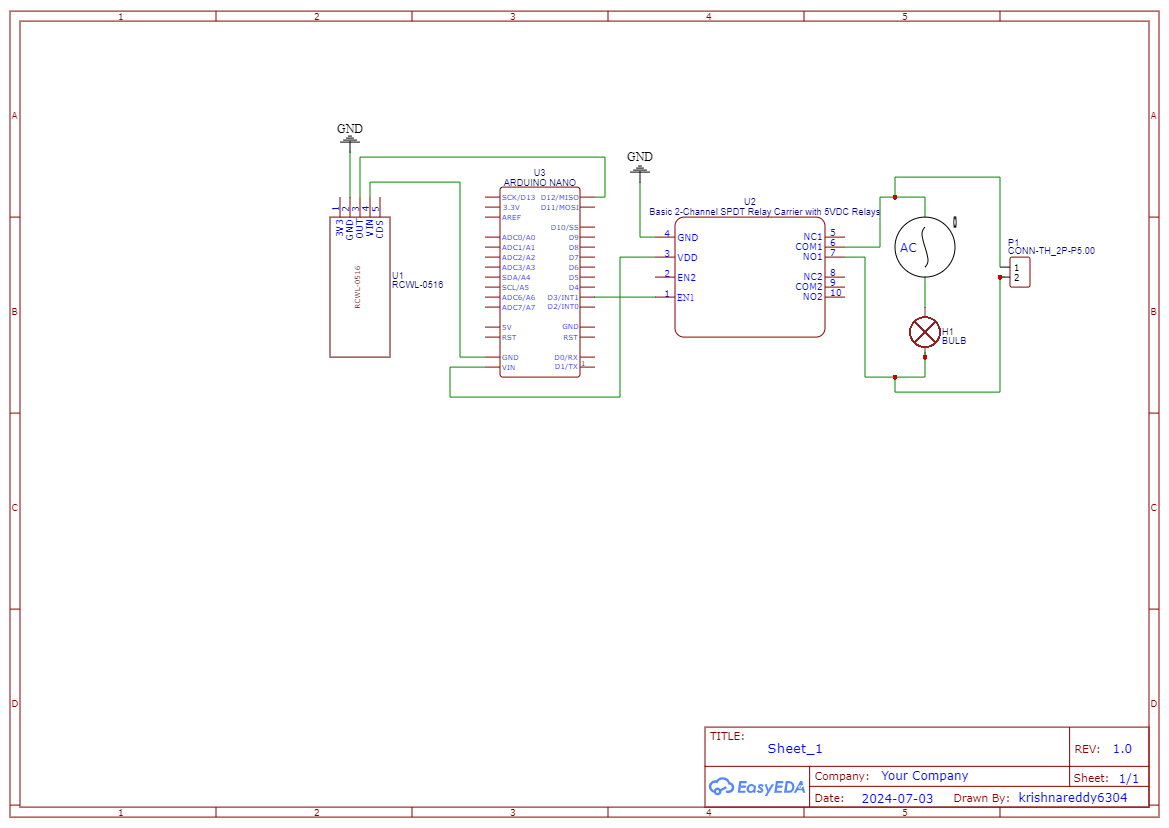 1 2 3 4 5
A A
B B
C C
D D
GND
1 2 3 4 5
3V3 GND OUT VIN CDS
RCWL-0516
U1
RCWL-0516
U3
ARDUINO NANO
SCK/D13 D12/MISO
3.3V D11/MOSI
AREF
D10/SS
ADC0/A0 D9
ADC1/A1 D8
ADC2/A2 D7
ADC3/A3 D6
SDA/A4 D5
SCL/A5 D4
ADC6/A6 D3/INT1
ADC7/A7 D2/INT0
5V GND
RST RST
GND D0/RX
VIN D1/TX 1
GND
U2
Basic 2-Channel SPDT Relay Carrier with 5VDC Relays
4 GND NC1 5
COM1 6
3 VDD NO1 7
2 EN2 NC2 8
COM2 9
1 EN1 NO2 10
AC
0
H1
BULB
P1
CONN-TH_2P-P5.00
1
2
TITLE:
Sheet_1
REV: 1.0
EasyEDA
Company: Your Company
Sheet: 1/1
Date: 2024-07-03 Drawn By: krishnareddy6304
1 2 3 4 5